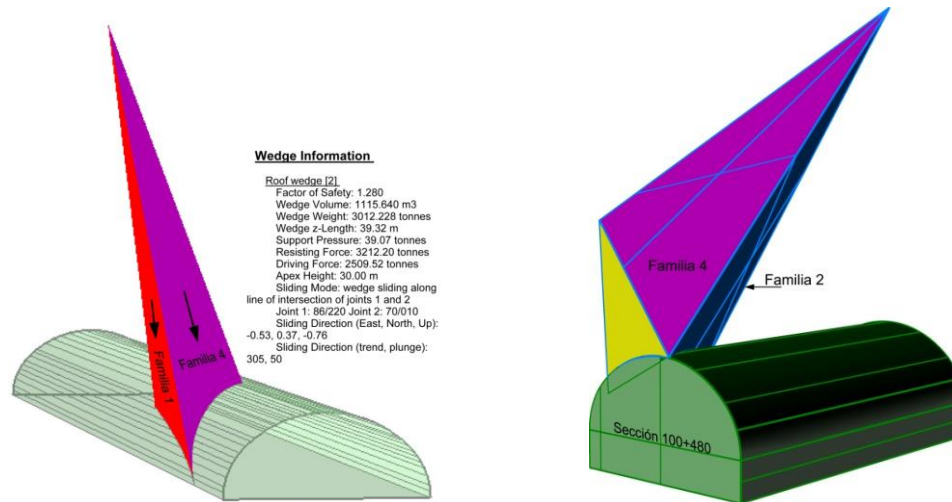 Wedge Information
Roof wedge [2]
Factor of Safety: 1.280
Wedge Volume: 1115.640 m3
Wedge Weight: 3012.228 tonnes
Wedge z-Length: 39.32 m
Support Pressure: 39.07 tonnes
Resisting Force: 3212.20 tonnes
Driving Force: 2509.52 tonnes
Apex Height: 30.00 m
Sliding Mode: wedge sliding along
line of intersection of joints 1 and 2
Joint 1: 86/220 Joint 2: 70/010
Sliding Direction (East, North, Up):
-0.53, 0.37, -0.76
Sliding Direction (trend, plunge):
305, 50
Familia 1
Familia 4
Familia 4
Familia 2
Sección 100+480